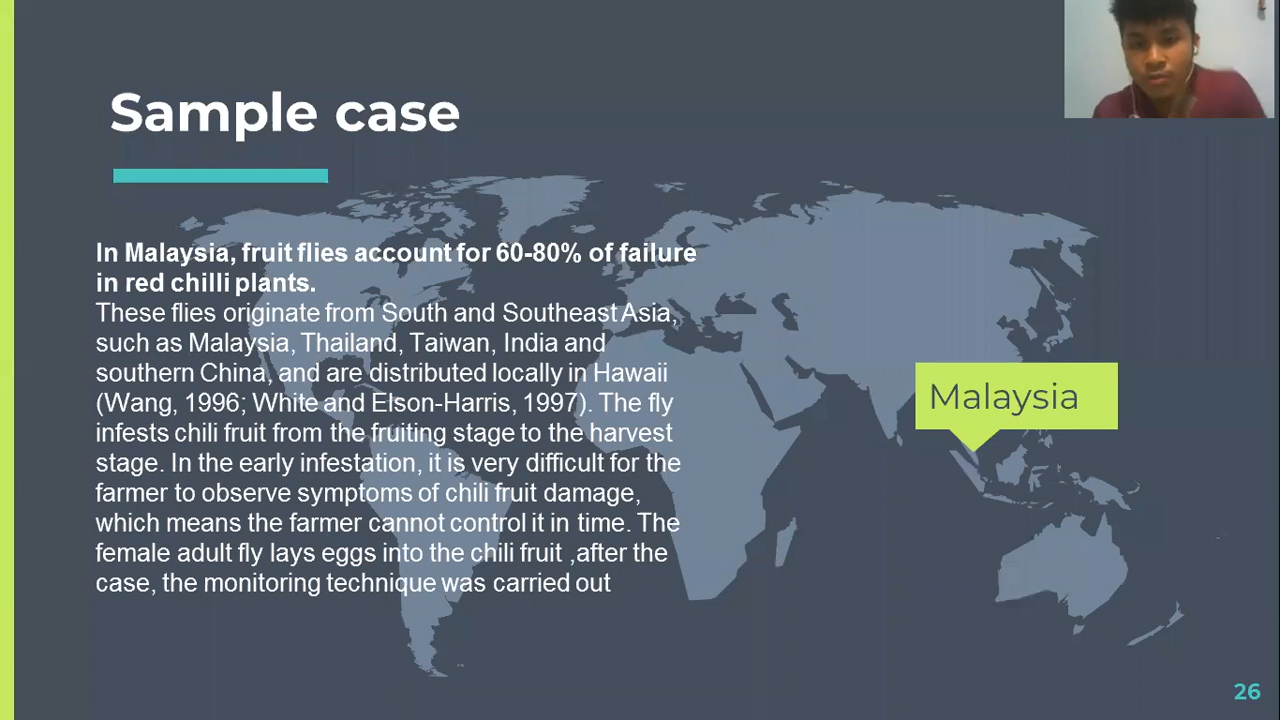 Sample case
In Malaysia, fruit flies account for 60-80% of failure
in red chilli plants.
These flies originate from South and Southeast Asia,
such as Malaysia, Thailand, Taiwan, India and
southern China, and are distributed locally in Hawaii
(Wang, 1996; White and Elson-Harris, 1997). The fly
infests chili fruit from the fruiting stage to the harvest
stage. In the early infestation, it is very difficult for the
farmer to observe symptoms of chili fruit damage,
which means the farmer cannot control it in time. The
female adult fly lays eggs into the chili fruit ,after the
case, the monitoring technique was carried out
Malaysia
26